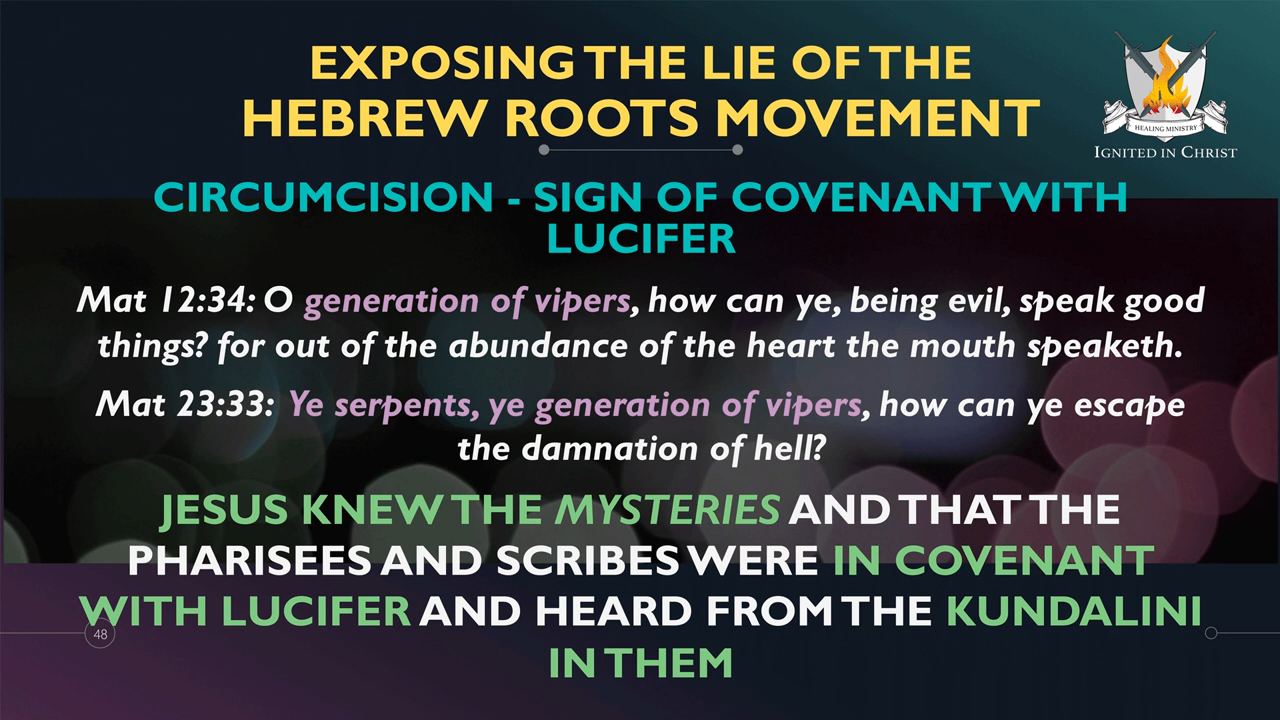 EXPOSING THE LIE OF THE
HEBREW ROOTS MOVEMENT
HEALING MINISTRY
IGNITED IN CHRIST
CIRCUMCISION - SIGN OF COVENANT WITH
LUCIFER
Mat 12:34: O generation of vipers, how can ye, being evil, speak good
things? for out of the abundance of the heart the mouth speaketh.
Mat 23:33: Ye serpents, ye generation of vipers, how can ye escape
the damnation of hell?
JESUS KNEW THE MYSTERIES AND THAT THE
PHARISEES AND SCRIBES WERE IN COVENANT
WITH LUCIFER AND HEARD FROM THE KUNDALINI
48
IN THEM